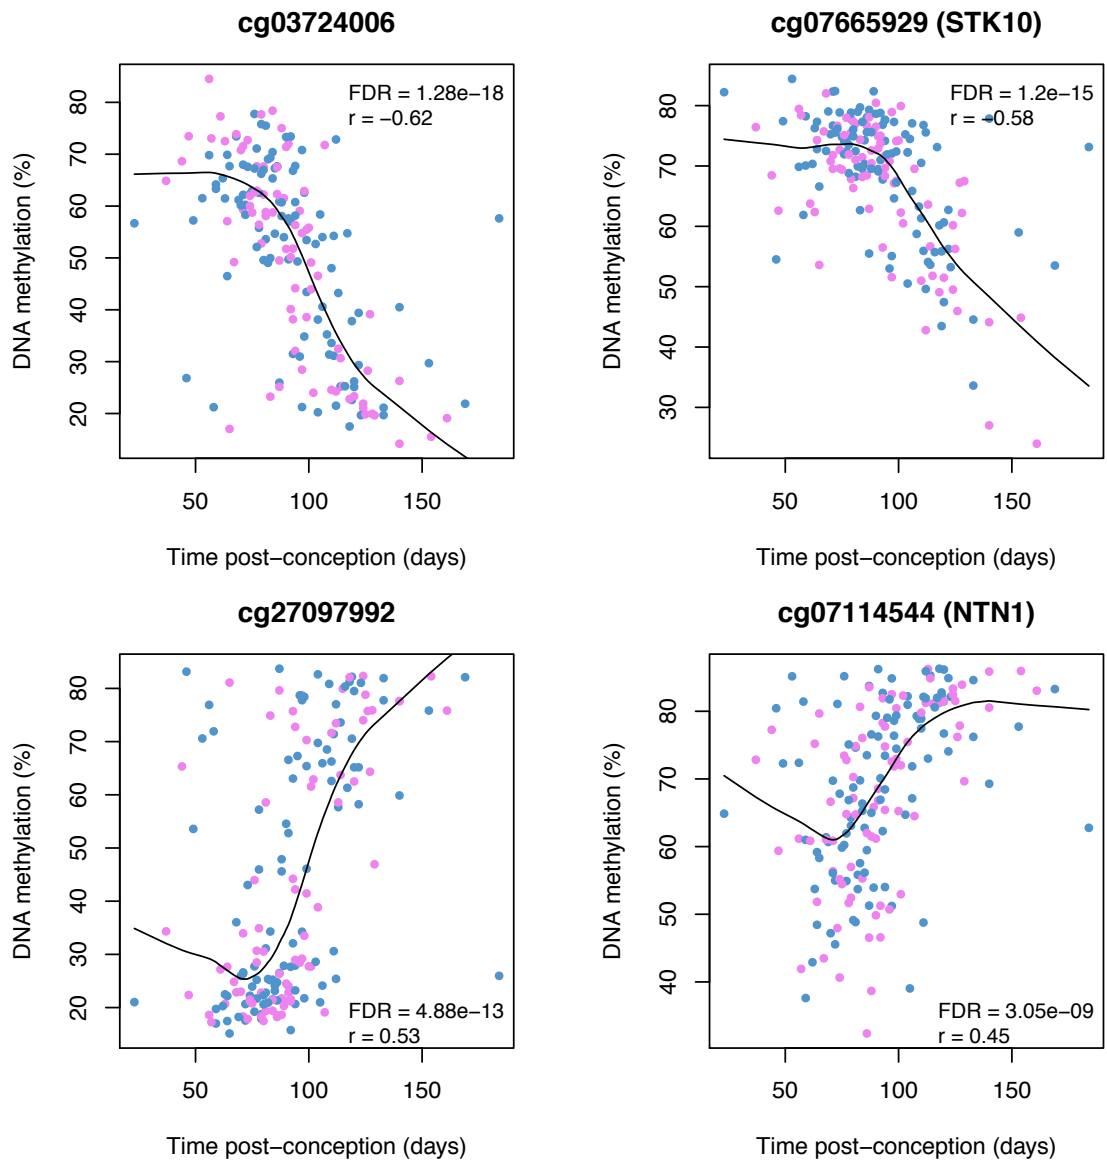 cg03724006
FDR = 1.28e−18
r = −0.62
DNA methylation (%)
80
70
60
50
40
30
20
50 100 150
Time post−conception (days)
cg07665929 (STK10)
FDR = 1.2e−15
r = −0.58
DNA methylation (%)
80
70
60
50
40
30
50 100 150
Time post−conception (days)
cg27097992
DNA methylation (%)
80
70
60
50
40
30
20
FDR = 4.88e−13
r = 0.53
50 100 150
Time post−conception (days)
cg07114544 (NTN1)
DNA methylation (%)
80
70
60
50
40
FDR = 3.05e−09
r = 0.45
50 100 150
Time post−conception (days)